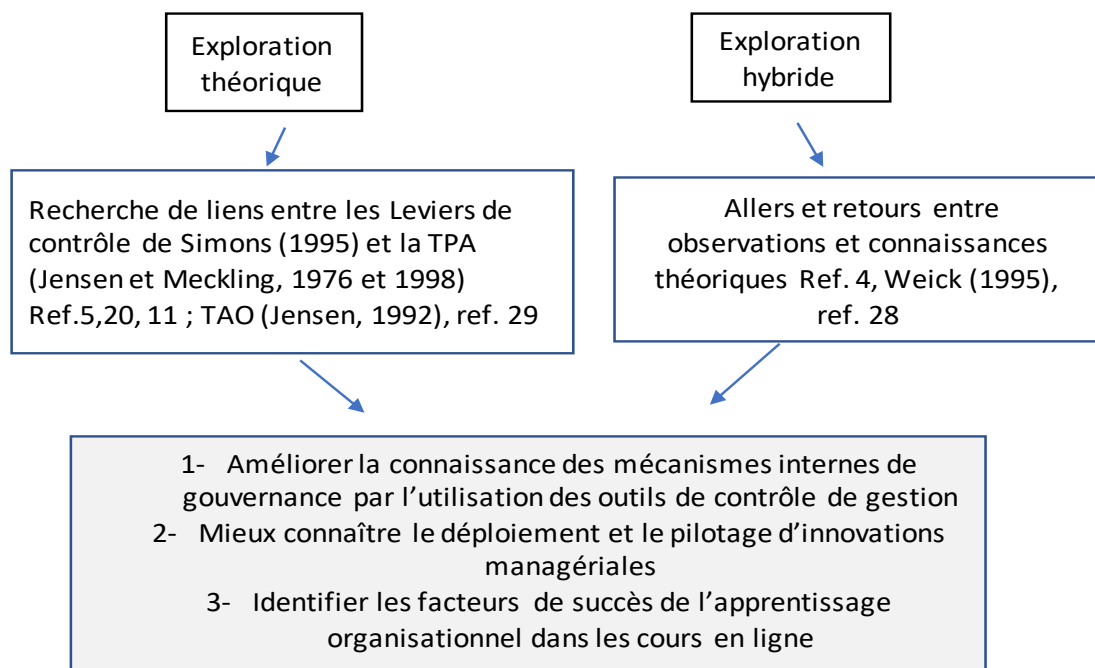 Exploration
théorique
Exploration
hybride
Recherche de liens entre les Leviers de
contrôle de Simons (1995) et la TPA
(Jensen et Meckling, 1976 et 1998)
Ref.5,20, 11 ; TAO (Jensen, 1992), ref. 29
Allers et retours entre
observations et connaissances
théoriques Ref. 4, Weick (1995),
ref. 28
1- Améliorer la connaissance des mécanismes internes de
gouvernance par l’utilisation des outils de contrôle de gestion
2- Mieux connaître le déploiement et le pilotage d’innovations
managériales
3- Identifier les facteurs de succès de l’apprentissage
organisationnel dans les cours en ligne